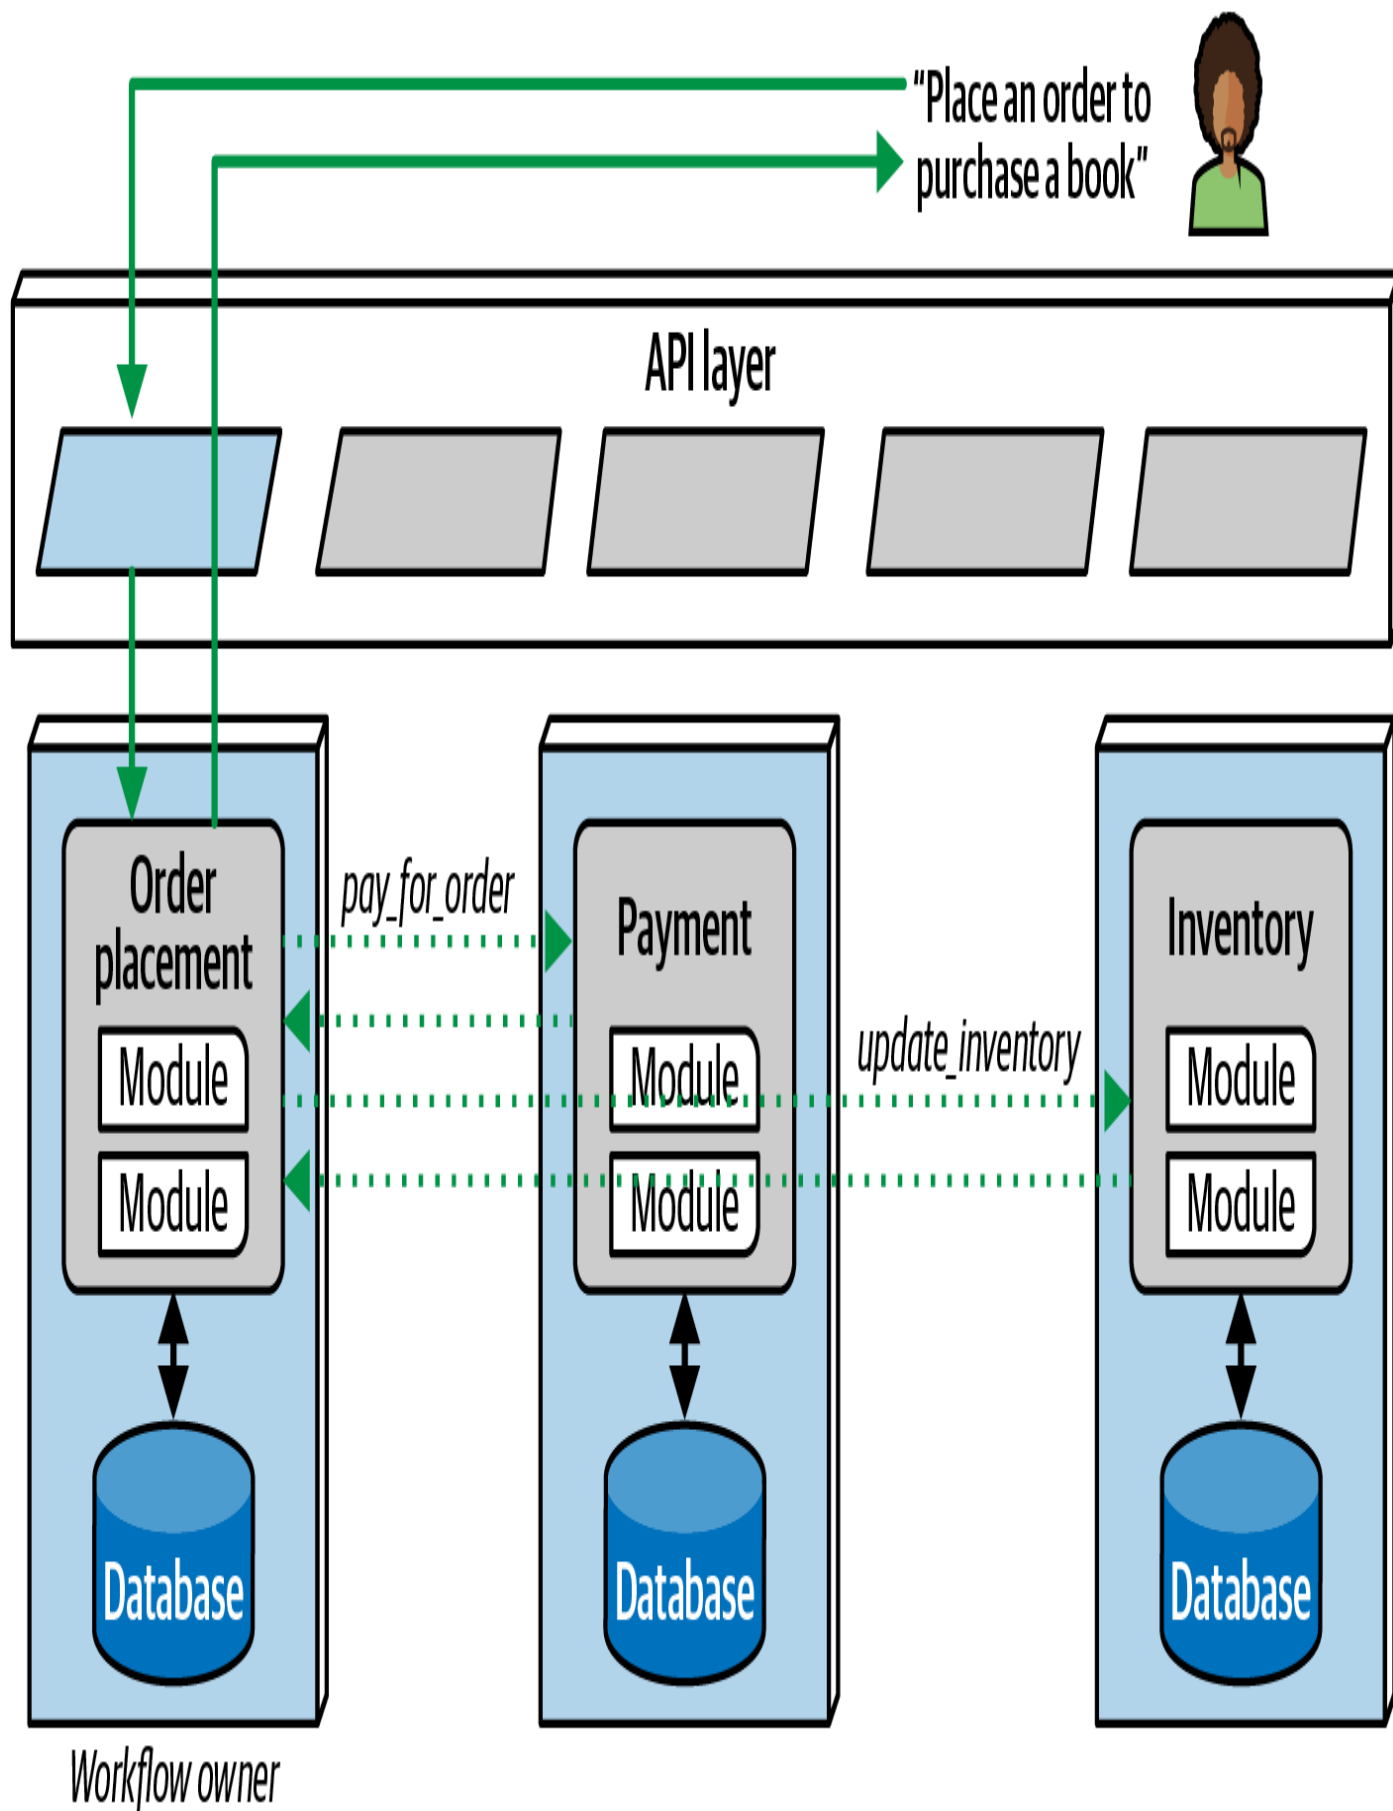 “Place an order to
purchase a book”
API layer
Order
placement
Module
Module
Database
pay_for_order
Payment
Module
Module
Database
update_inventory
Inventory
Module
Module
Database
Workflow owner